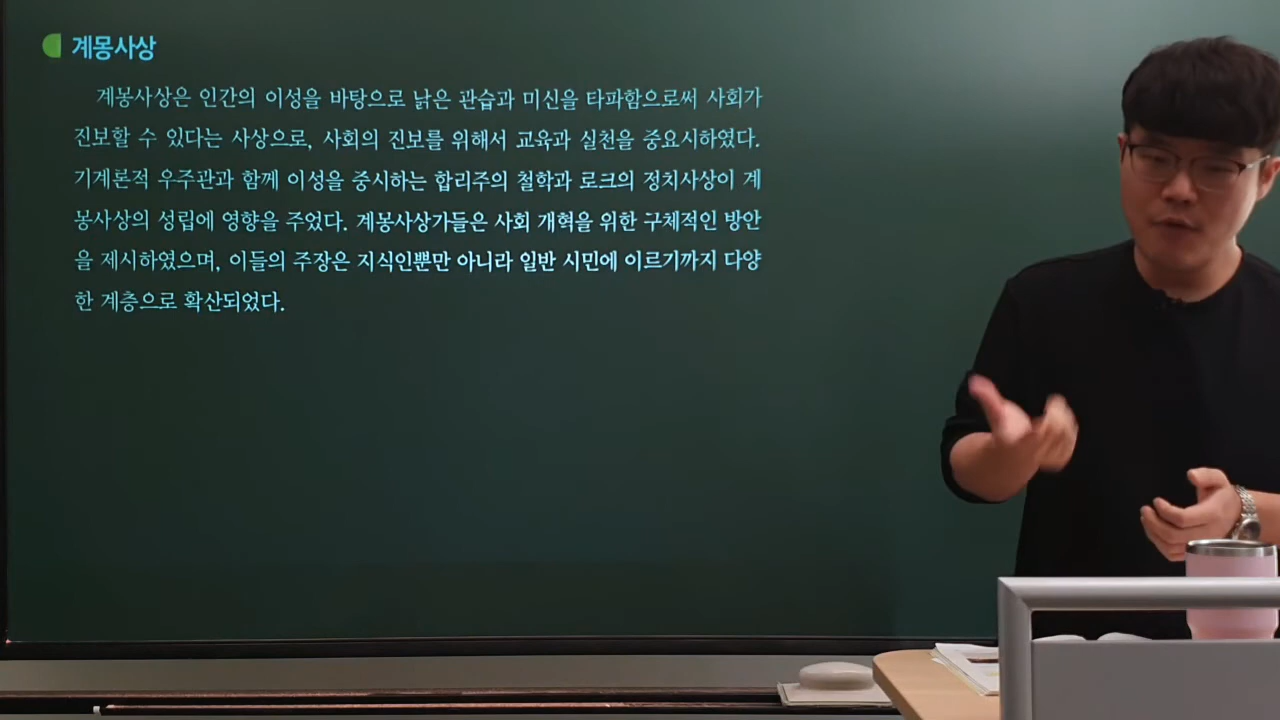 계몽사상
계몽사상은 인간의 이성을 바탕으로 낡은 관습과 미신을 타파함으로써 사회가
진보할 수 있다는 사상으로, 사회의 진보를 위해서 교육과 실천을 중요시하였다.
기계론적 우주관과 함께 이성을 중시하는 합리주의 철학과 로크의 정치사상이 계
몽사상의 성립에 영향을 주었다. 계몽사상가들은 사회 개혁을 위한 구체적인 방안
을 제시하였으며, 이들의 주장은 지식인뿐만 아니라 일반 시민에 이르기까지 다양
한 계층으로 확산되었다.